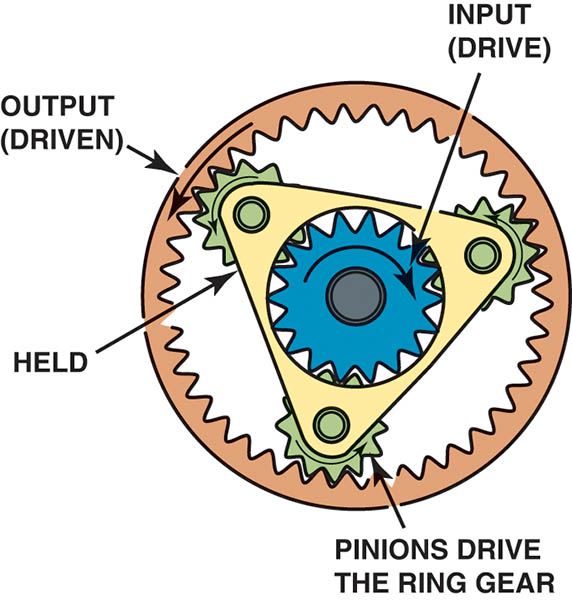 INPUT
(DRIVE)
OUTPUT
(DRIVEN)
HELD
PINIONS DRIVE
THE RING GEAR